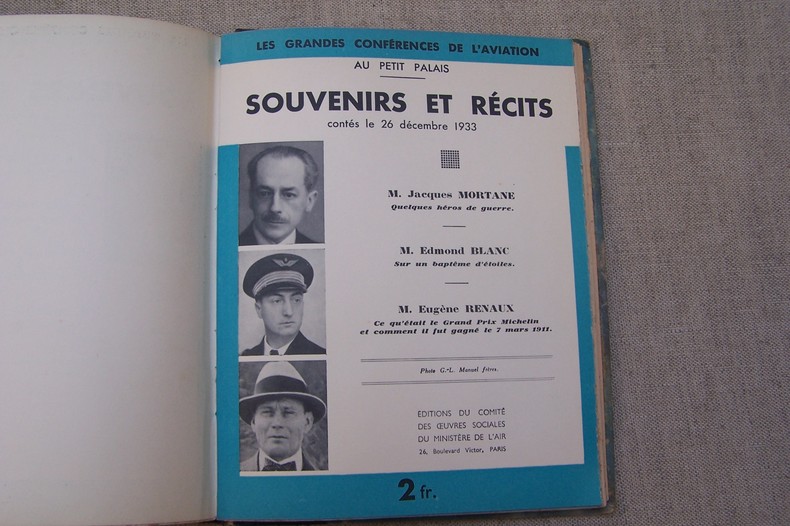 LES GRANDES CONFÉRENCES DE L'AVIATION
AU PETIT PALAIS
SOUVENIRS ET RÉCITS
contés le 26 décembre 1933
M. Jacques MORTANE
Quelques héros de guerre.
M. Edmond BLANC
Sur un baptême d'étoiles.
M. Eugène RENAUX
Ce qu'était le Grand Prix Michelin
et comment il fut gagné le 7 mars 1911.
Photo G.-L. Manuel frères.
ÉDITIONS DU COMITÉ
DES ŒUVRES SOCIALES
DU MINISTÈRE DE L'AIR
26, Boulevard Victor, PARIS
2 fr.